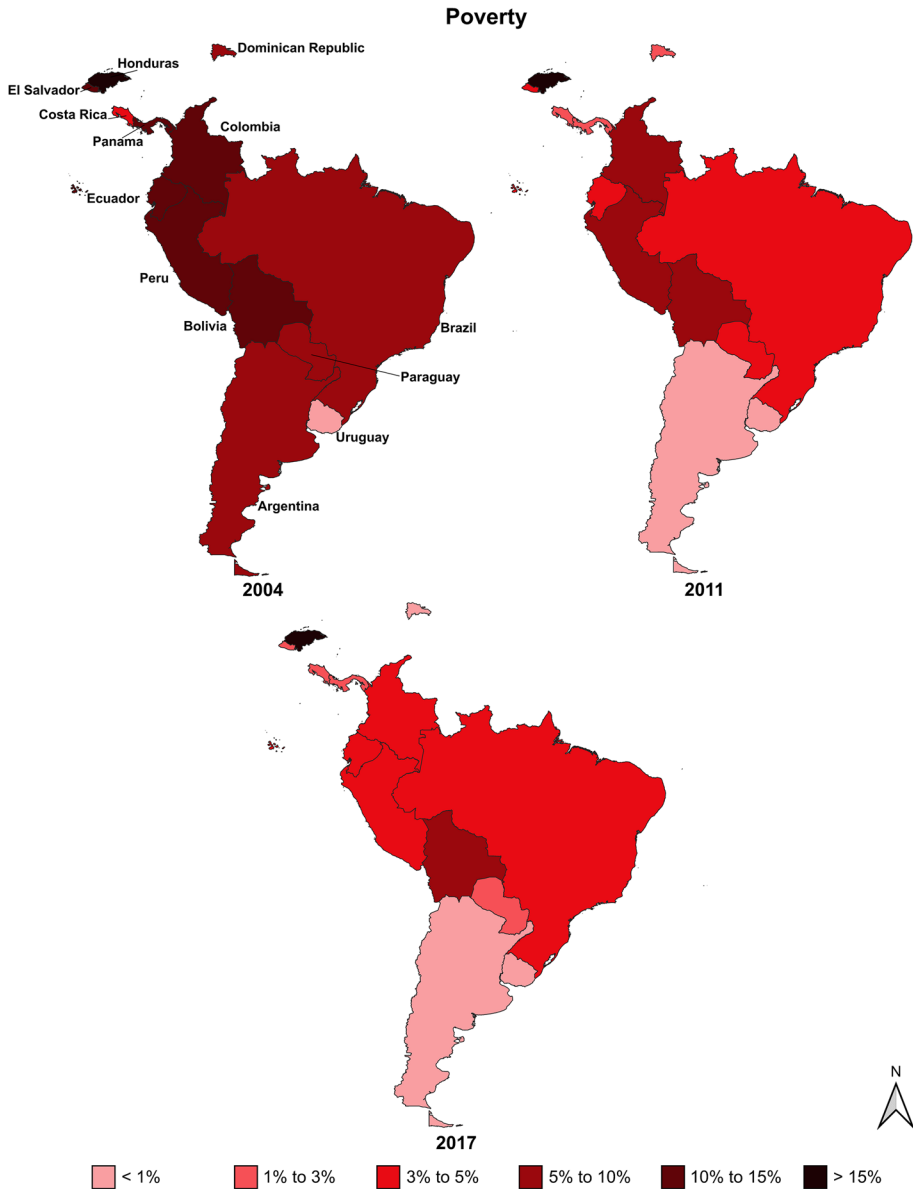 Poverty
Dominican Republic
Honduras
El Salvador
Costa Rica
Panama
Colombia
Ecuador
Peru
Bolivia
Brazil
Paraguay
Uruguay
Argentina
2004
2011
2017
N
< 1%
1% to 3%
3% to 5%
5% to 10%
10% to 15%
> 15%